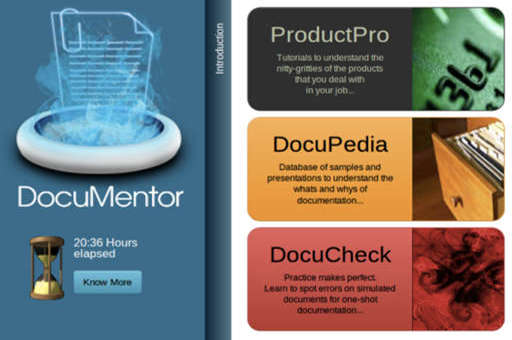 Introduction
DocuMentor
20:36 Hours
elapsed
Know More
ProductPro
Tutorials to understand the
nitty-gritties of the products
that you deal with
in your job...
1361
DocuPedia
Database of samples and
presentations to understand the
whats and whys of
documentation...
DocuCheck
Practice makes perfect.
Learn to spot errors on simulated
documents for one-shot
documentation...